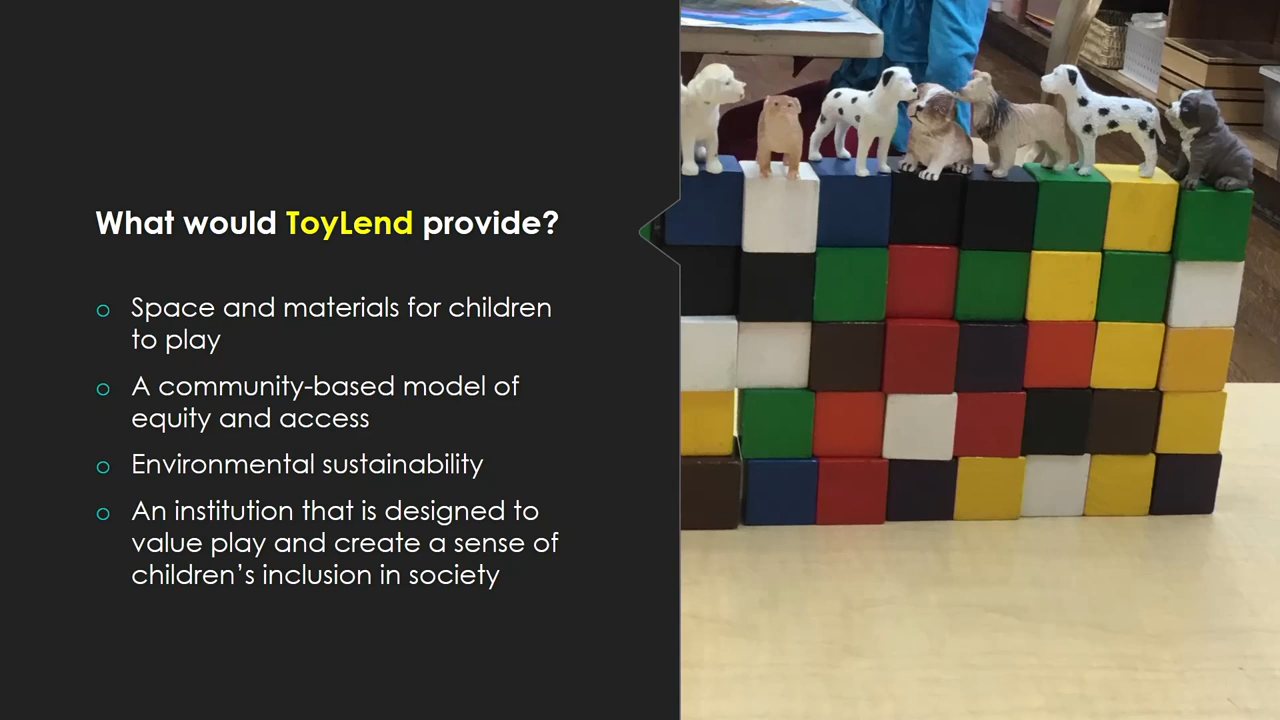 What would ToyLend provide?
o Space and materials for children
to play
o A community-based model of
equity and access
o Environmental sustainability
o An institution that is designed to
value play and create a sense of
children’s inclusion in society